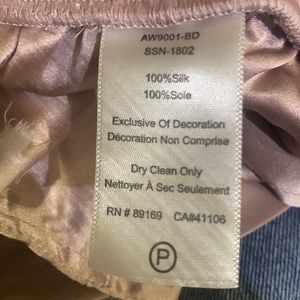 AW9001-BD
SSN-1802
100%Silk
100%Soie
Exclusive Of Decoration
Décoration Non Comprise
Dry Clean Only
Nettoyer À Sec Seulement
RN # 89169 CA#41106
P